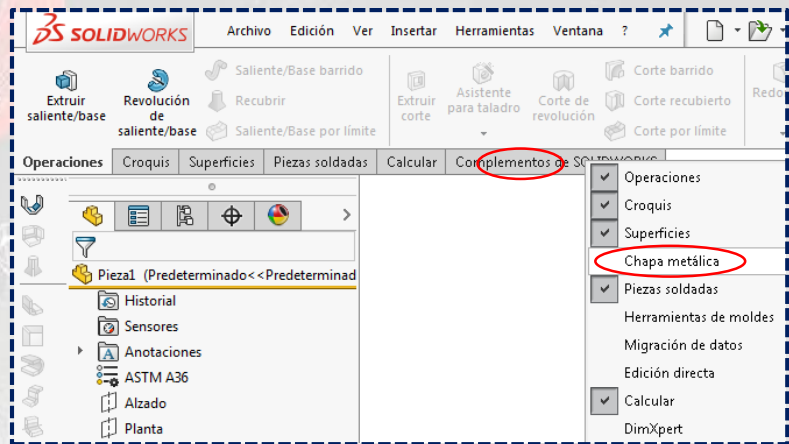 SOLIDWORKS Archivo Edición Ver Insertar Herramientas Ventana ?
Extruir saliente/base
Revolución de saliente/base
Saliente/Base barrido
Recubrir
Saliente/Base por límite
Extruir corte
Asistente para taladro
Corte de revolución
Corte barrido
Corte recubierto
Corte por límite
Redo
Operaciones Croquis Superficies Piezas soldadas Calcular Complementos de SOLIDWORKS
Operaciones
Croquis
Superficies
Chapa metálica
Piezas soldadas
Herramientas de moldes
Migración de datos
Edición directa
Calcular
DimXpert
Pieza1 (Predeterminado<<Predeterminad
Historial
Sensores
Anotaciones
ASTM A36
Alzado
Planta